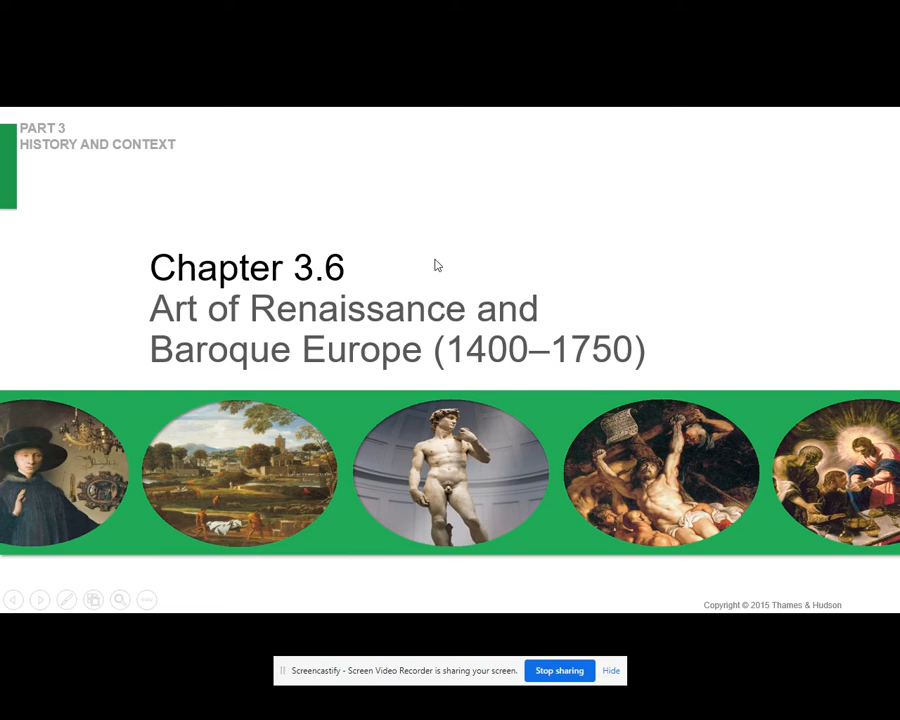 PART 3
HISTORY AND CONTEXT
Chapter 3.6
Art of Renaissance and
Baroque Europe (1400–1750)
Copyright © 2015 Thames & Hudson
Screencastify - Screen Video Recorder is sharing your screen.
Stop sharing
Hide